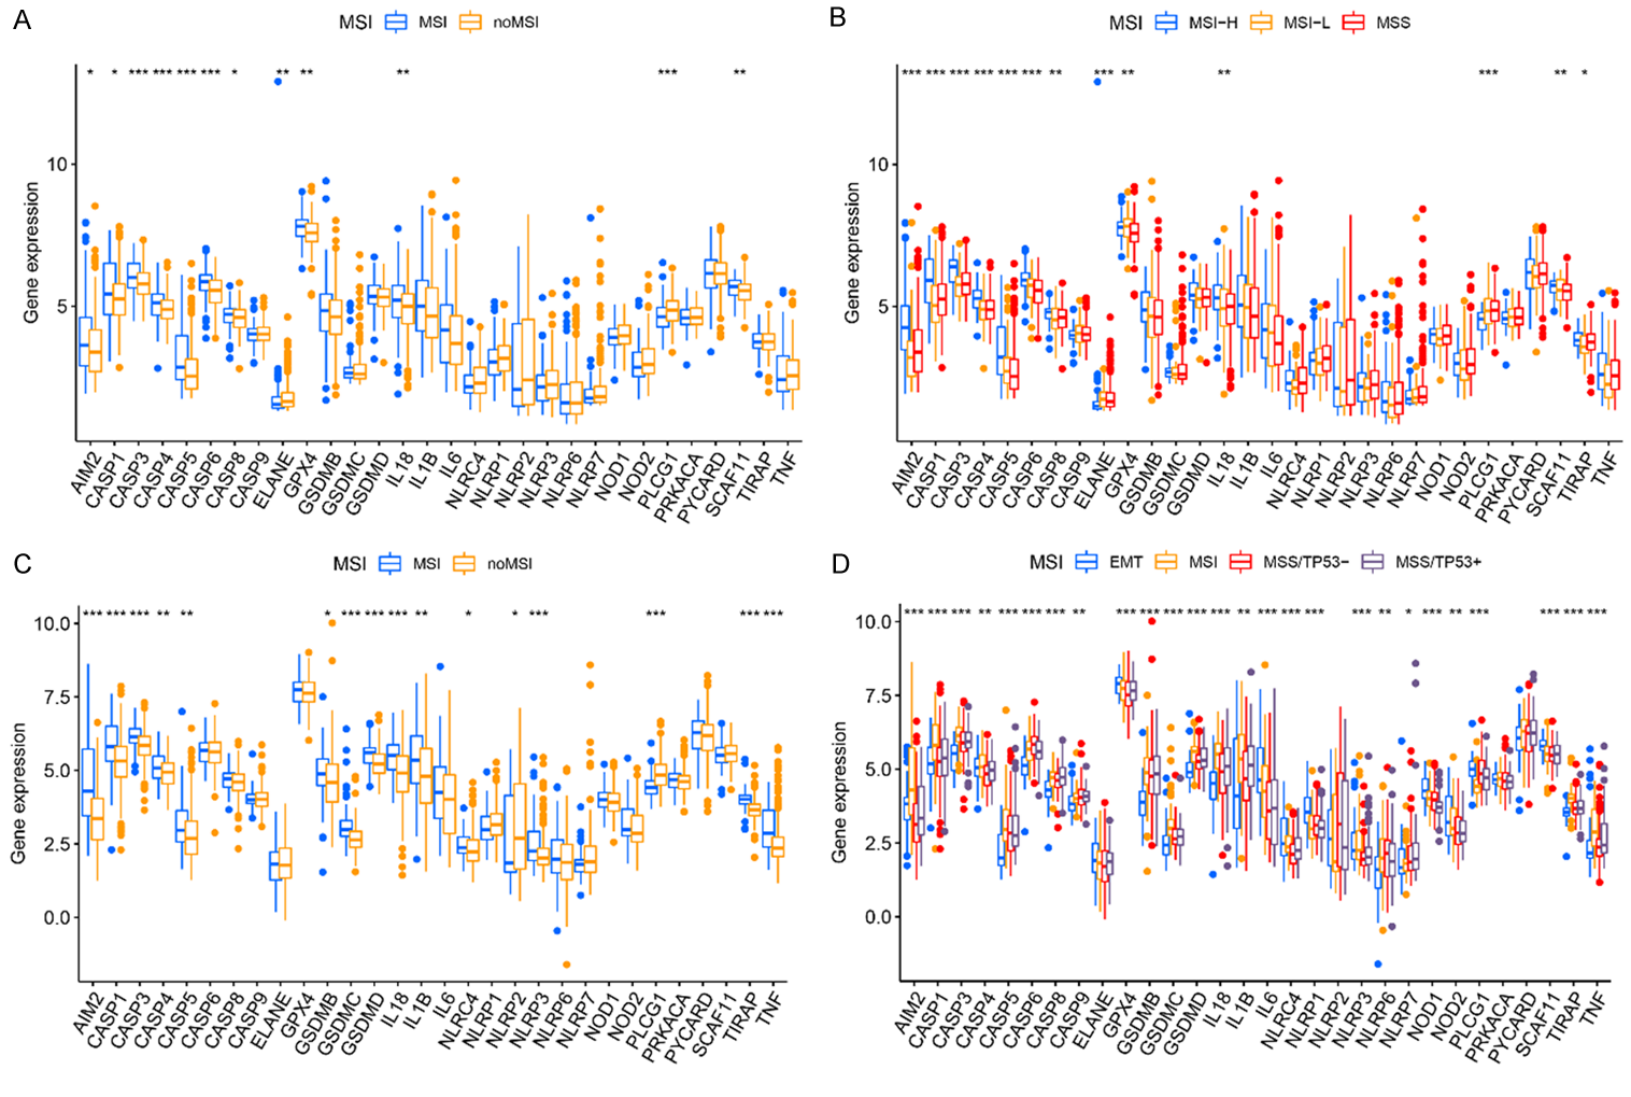 A
MSI MSI noMSI
* * *** *** *** *** * ** ** ** *** **
Gene expression
10
5
AIM2 CASP1 CASP3 CASP4 CASP5 CASP6 CASP8 CASP9 ELANE GPX4 GSDMB GSDMC GSDMD IL18 IL1B IL6 NLRC4 NLRP1 NLRP2 NLRP3 NLRP6 NLRP7 NOD1 NOD2 PLCG1 PRKACA PYCARD SCAF11 TIRAP TNF
B
MSI MSI-H MSI-L MSS
*** *** *** *** *** *** ** *** ** ** *** ** *
Gene expression
10
5
AIM2 CASP1 CASP3 CASP4 CASP5 CASP6 CASP8 CASP9 ELANE GPX4 GSDMB GSDMC GSDMD IL18 IL1B IL6 NLRC4 NLRP1 NLRP2 NLRP3 NLRP6 NLRP7 NOD1 NOD2 PLCG1 PRKACA PYCARD SCAF11 TIRAP TNF
C
MSI MSI noMSI
*** *** *** ** ** * *** *** *** ** * * *** *** *** ***
Gene expression
10.0
7.5
5.0
2.5
0.0
AIM2 CASP1 CASP3 CASP4 CASP5 CASP6 CASP8 CASP9 ELANE GPX4 GSDMB GSDMC GSDMD IL18 IL1B IL6 NLRC4 NLRP1 NLRP2 NLRP3 NLRP6 NLRP7 NOD1 NOD2 PLCG1 PRKACA PYCARD SCAF11 TIRAP TNF
D
MSI EMT MSI MSS/TP53- MSS/TP53+
*** *** *** ** *** *** *** ** *** *** *** *** *** ** *** *** *** *** ** * *** ** *** *** *** ***
Gene expression
10.0
7.5
5.0
2.5
0.0
AIM2 CASP1 CASP3 CASP4 CASP5 CASP6 CASP8 CASP9 ELANE GPX4 GSDMB GSDMC GSDMD IL18 IL1B IL6 NLRC4 NLRP1 NLRP2 NLRP3 NLRP6 NLRP7 NOD1 NOD2 PLCG1 PRKACA PYCARD SCAF11 TIRAP TNF